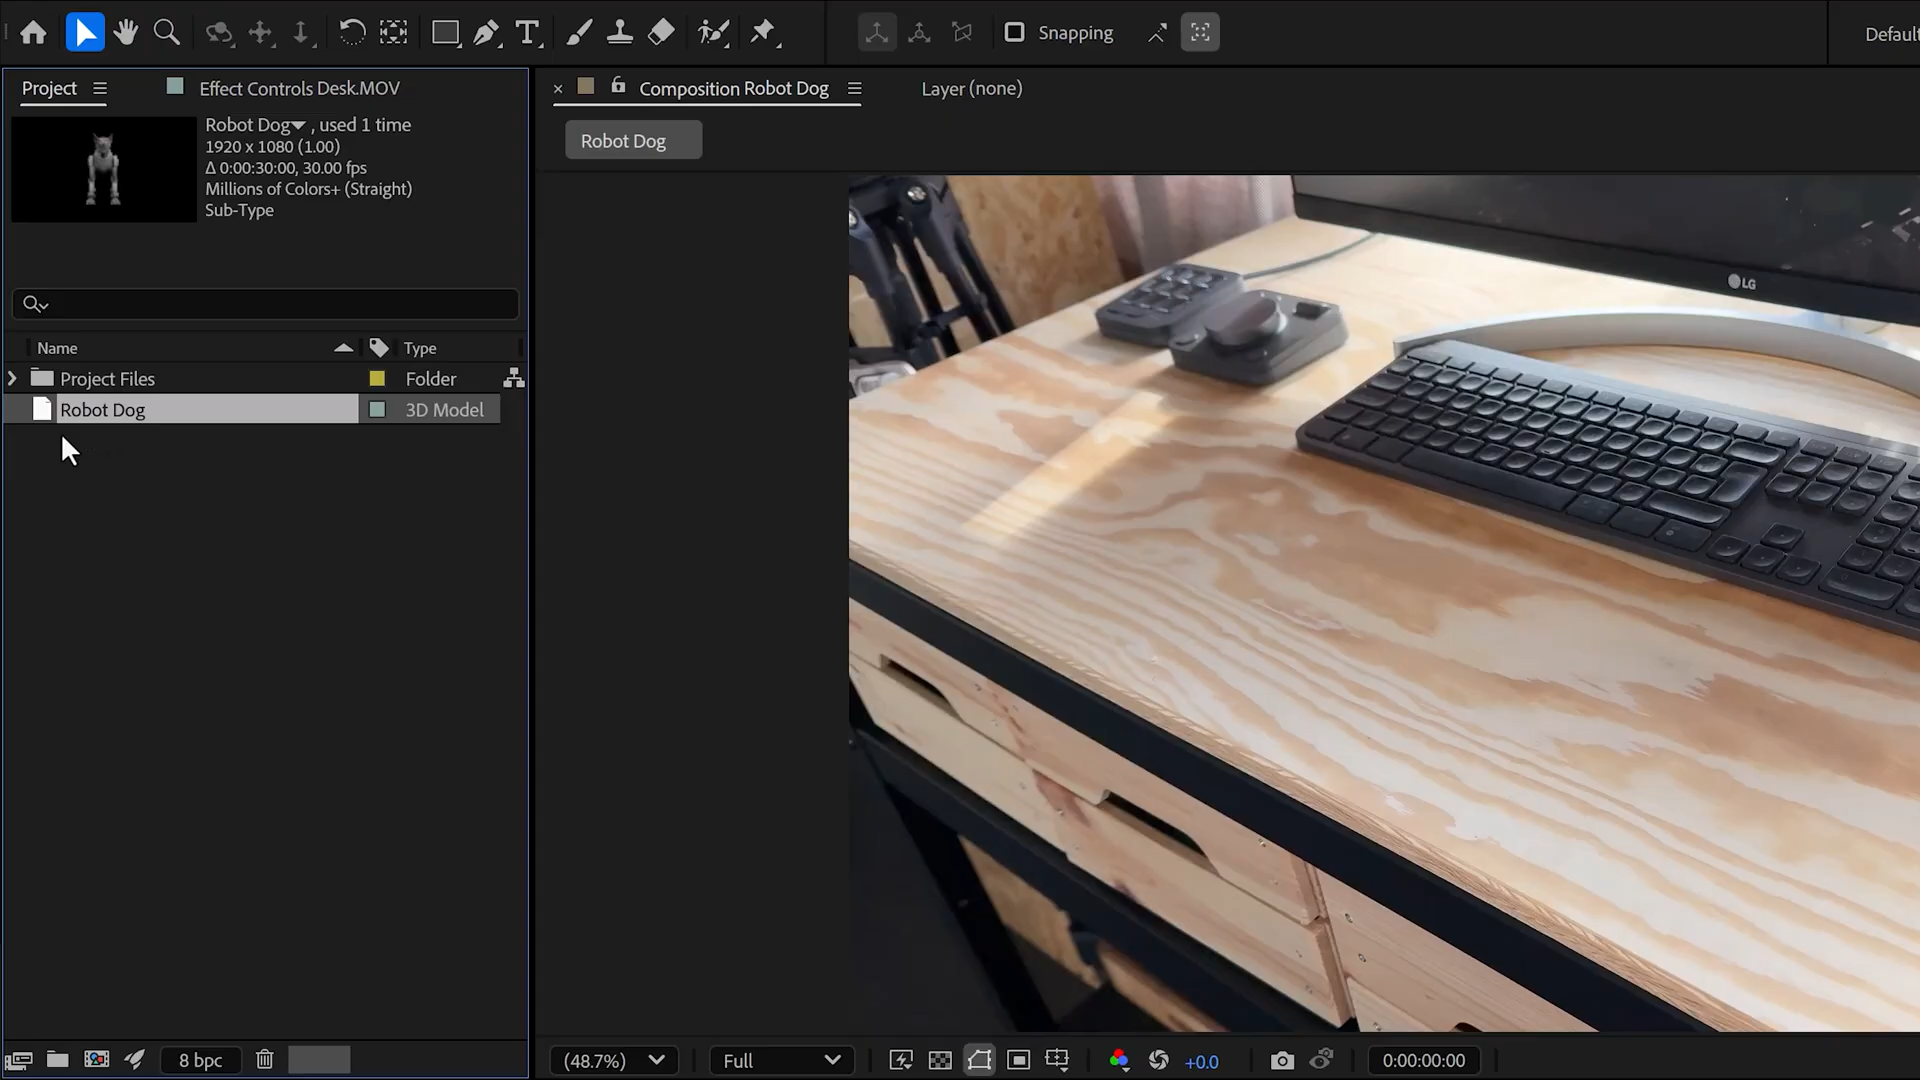 Snapping
Default
Project
Effect Controls Desk.MOV
Composition Robot Dog
Layer (none)
Robot Dog , used 1 time
1920 x 1080 (1.00)
Δ 0:00:30:00, 30.00 fps
Millions of Colors+ (Straight)
Sub-Type
Robot Dog
LG
Name
Type
Project Files
Folder
Robot Dog
3D Model
8 bpc
(48.7%)
Full
+0.0
0:00:00:00